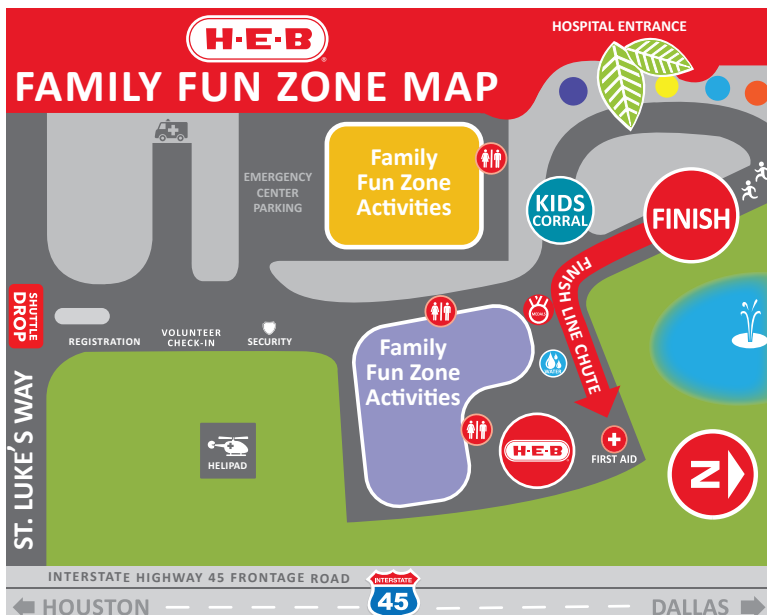 H-E-B
HOSPITAL ENTRANCE
FAMILY FUN ZONE MAP
EMERGENCY
CENTER
PARKING
Family
Fun Zone
Activities
KIDS
CORRAL
FINISH
SHUTTLE
DROP
FINISH LINE CHUTE
MEDALS
REGISTRATION
VOLUNTEER
CHECK-IN
SECURITY
Family
Fun Zone
Activities
WATER
ST. LUKE'S WAY
HELIPAD
H-E-B
FIRST AID
N
INTERSTATE HIGHWAY 45 FRONTAGE ROAD
INTERSTATE
45
HOUSTON
DALLAS